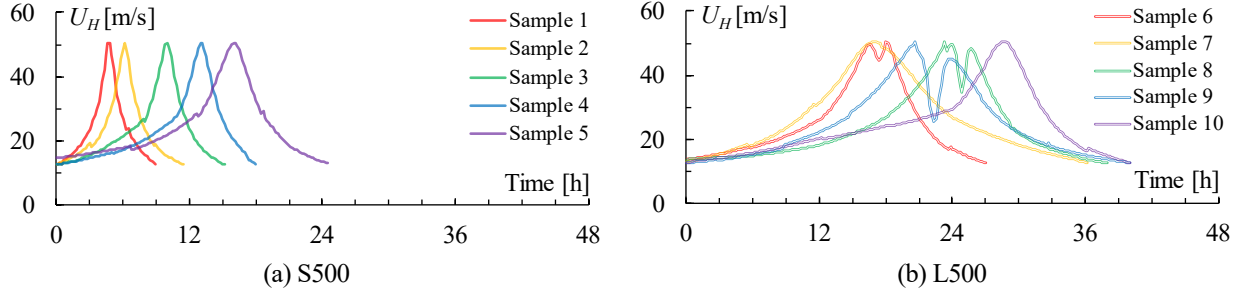 60
U_H [m/s]
40
20
0
0
12
24
36
48
Time [h]
Sample 1
Sample 2
Sample 3
Sample 4
Sample 5
(a) S500
60
U_H [m/s]
40
20
0
0
12
24
36
48
Time [h]
Sample 6
Sample 7
Sample 8
Sample 9
Sample 10
(b) L500